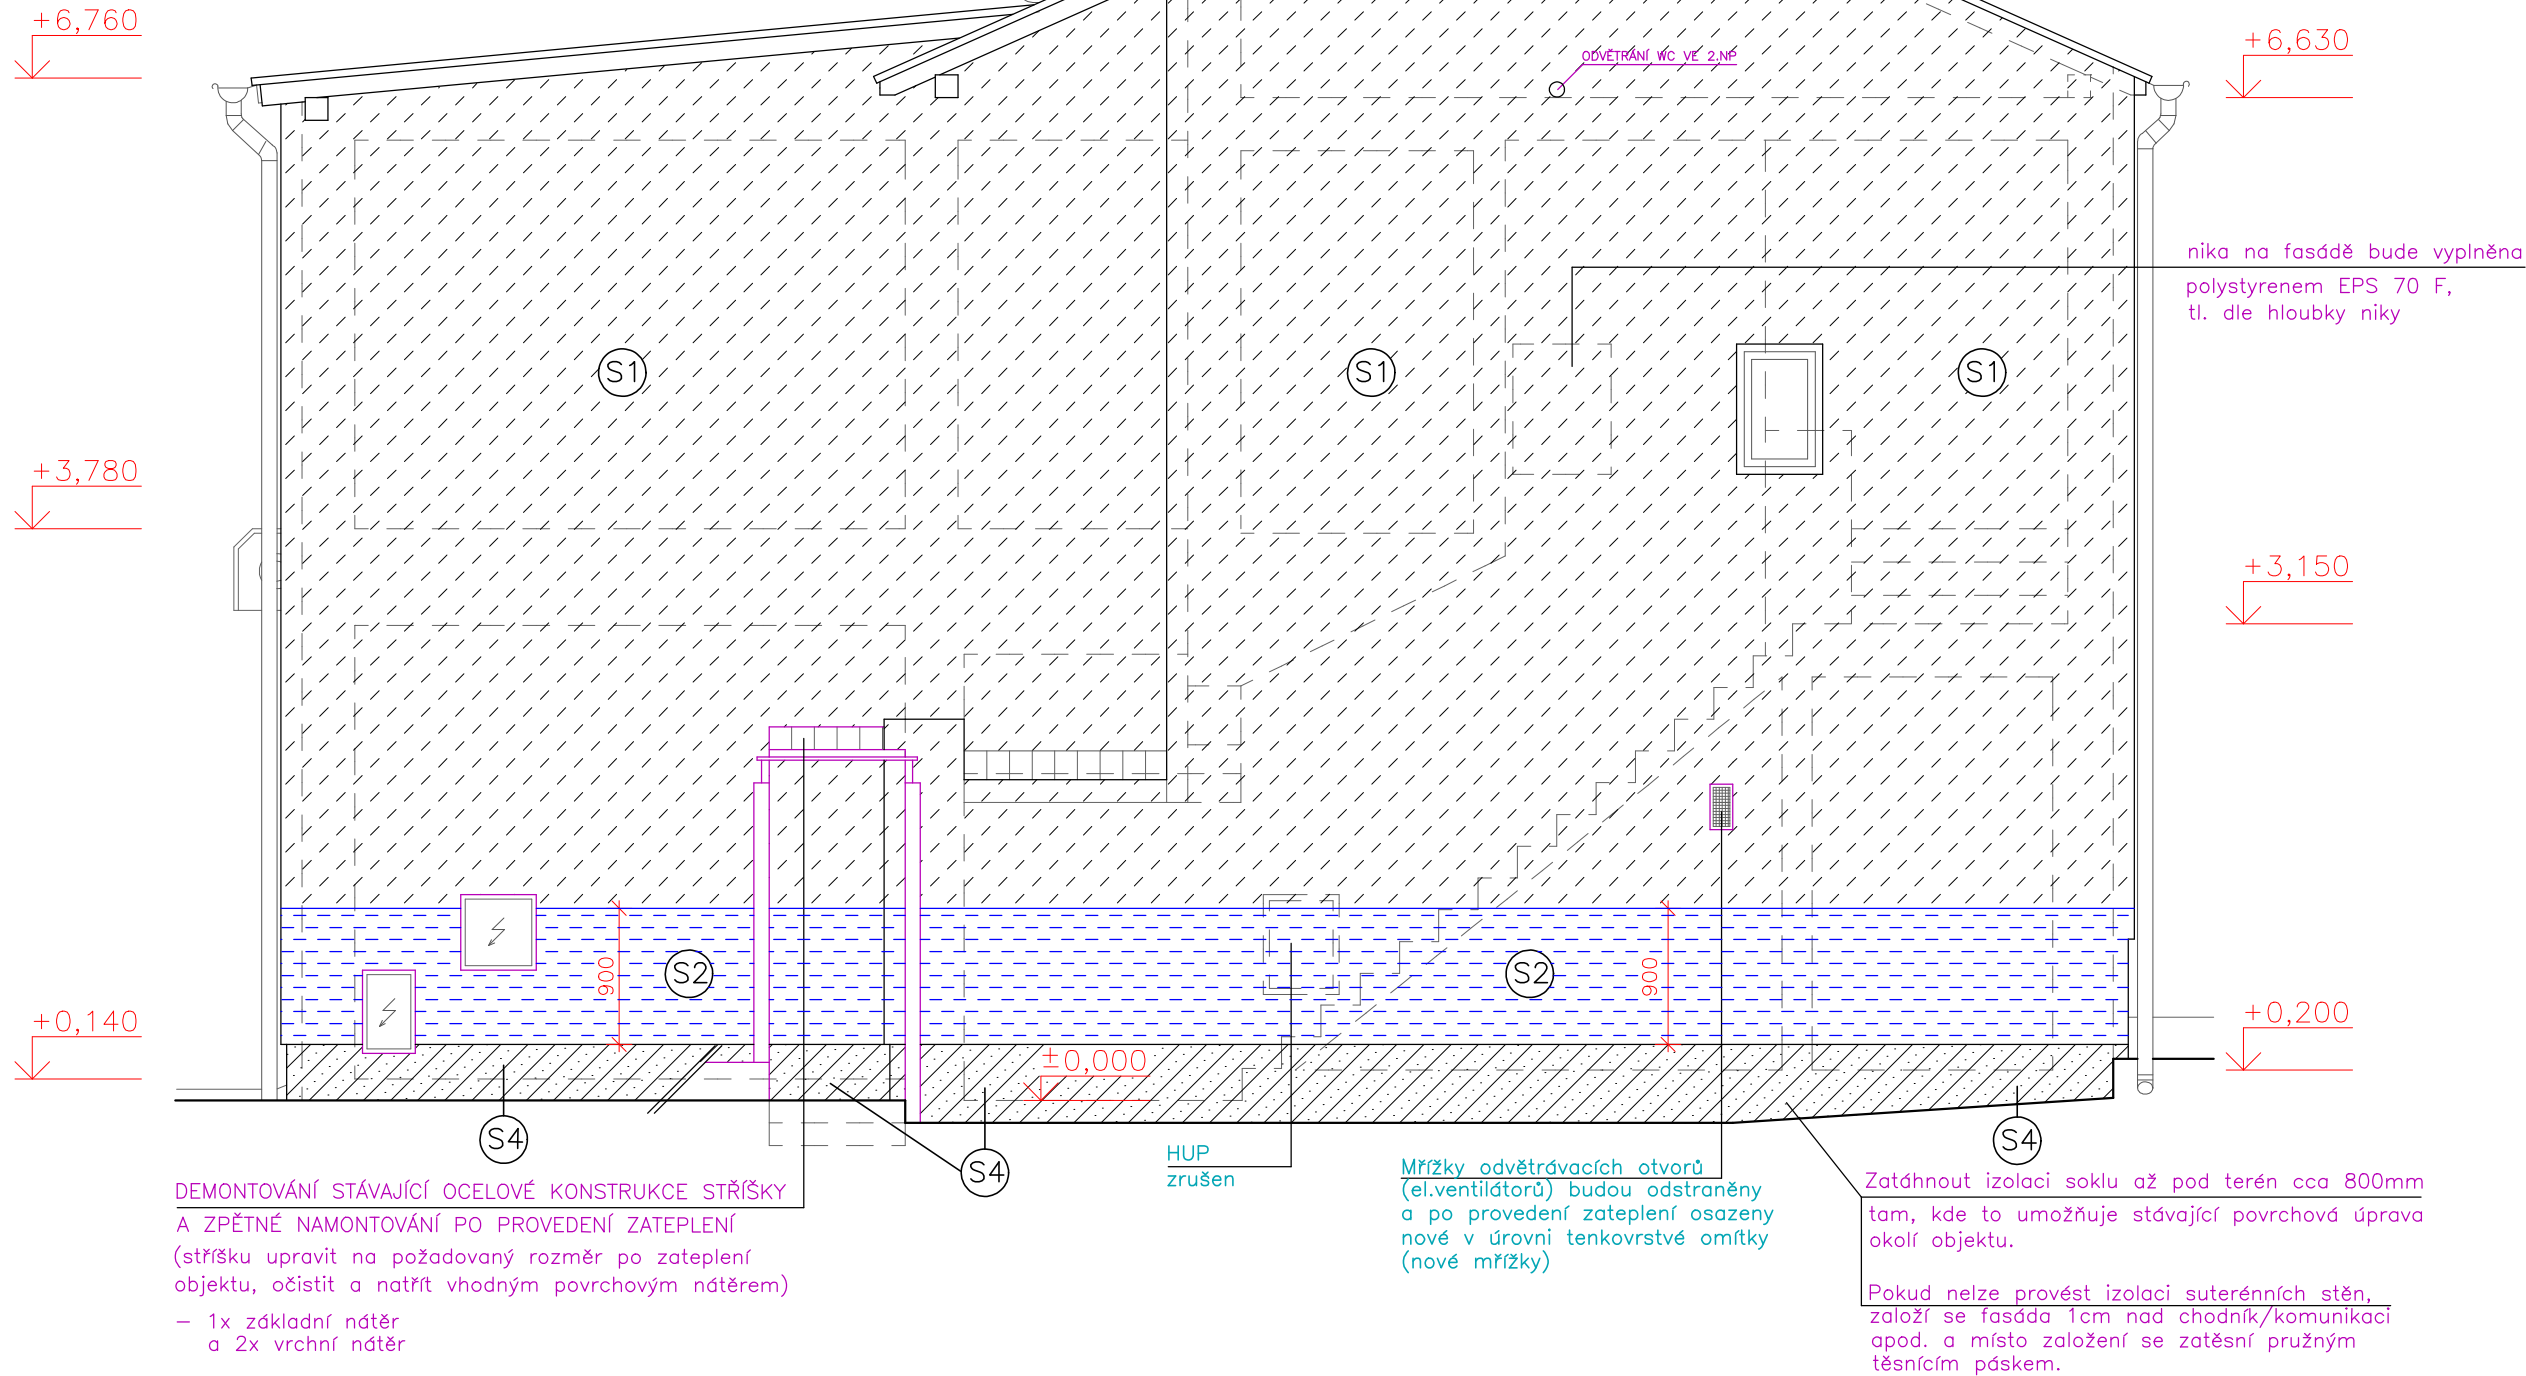 +6,760
+6,630
ODVĚTRÁNÍ WC VE 2.NP
nika na fasádě bude vyplněna
polystyrenem EPS 70 F,
tl. dle hloubky niky
S1
S1
S1
+3,780
+3,150
900
S2
S2
900
+0,140
+0,200
±0,000
S4
S4
S4
DEMONTOVÁNÍ STÁVAJÍCÍ OCELOVÉ KONSTRUKCE STŘÍŠKY
A ZPĚTNÉ NAMONTOVÁNÍ PO PROVEDENÍ ZATEPLENÍ
(stříšku upravit na požadovaný rozměr po zateplení
objektu, očistit a natřít vhodným povrchovým nátěrem)
– 1x základní nátěr
a 2x vrchní nátěr
HUP
zrušen
Mřížky odvětrávacích otvorů
(el.ventilátorů) budou odstraněny
a po provedení zateplení osazeny
nové v úrovni tenkovrstvé omítky
(nové mřížky)
Zatáhnout izolaci soklu až pod terén cca 800mm
tam, kde to umožňuje stávající povrchová úprava
okolí objektu.
Pokud nelze provést izolaci suterénních stěn,
založí se fasáda 1cm nad chodník/komunikaci
apod. a místo založení se zatěsní pružným
těsnícím páskem.